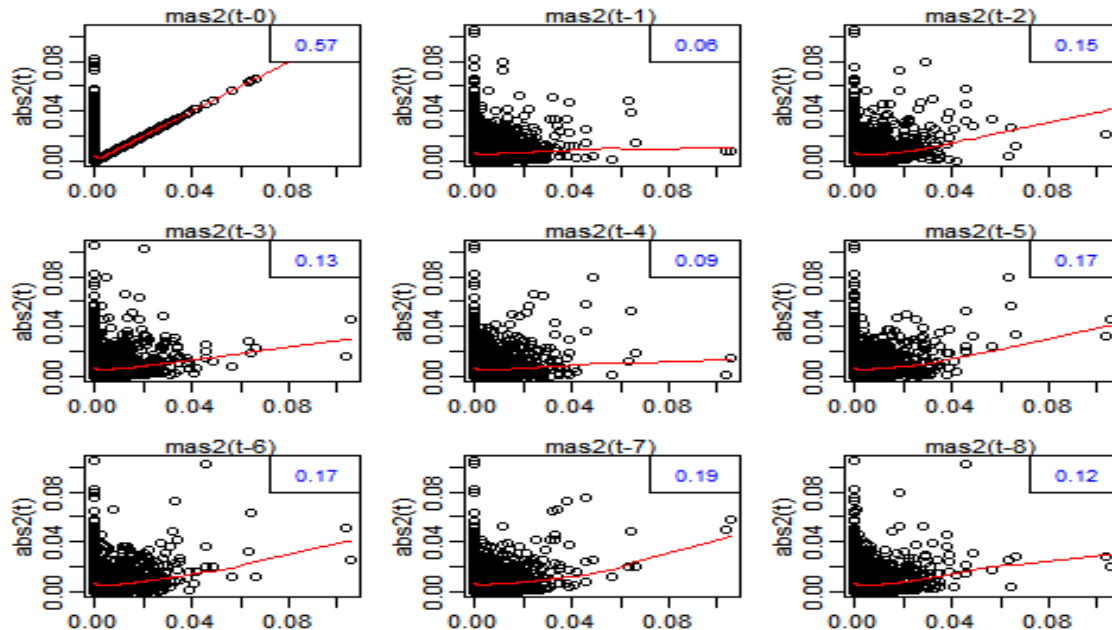 mas2(t-0) mas2(t-1) mas2(t-2)
0.57 0.06 0.15
abs2(t) abs2(t) abs2(t)
0.08 0.08 0.08
0.04 0.04 0.04
0.00 0.00 0.00
0.00 0.04 0.08 0.00 0.04 0.08 0.00 0.04 0.08
mas2(t-3) mas2(t-4) mas2(t-5)
0.13 0.09 0.17
abs2(t) abs2(t) abs2(t)
0.08 0.08 0.08
0.04 0.04 0.04
0.00 0.00 0.00
0.00 0.04 0.08 0.00 0.04 0.08 0.00 0.04 0.08
mas2(t-6) mas2(t-7) mas2(t-8)
0.17 0.19 0.12
abs2(t) abs2(t) abs2(t)
0.08 0.08 0.08
0.04 0.04 0.04
0.00 0.00 0.00
0.00 0.04 0.08 0.00 0.04 0.08 0.00 0.04 0.08